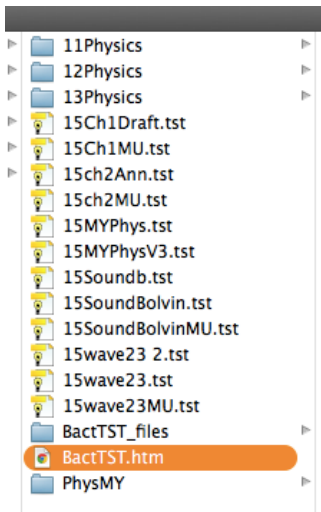 11Physics
12Physics
13Physics
15Ch1Draft.tst
15Ch1MU.tst
15ch2Ann.tst
15ch2MU.tst
15MYPhys.tst
15MYPhysV3.tst
15Soundb.tst
15SoundBolvin.tst
15SoundBolvinMU.tst
15wave23 2.tst
15wave23.tst
15wave23MU.tst
BactTST_files
BactTST.htm
PhysMY